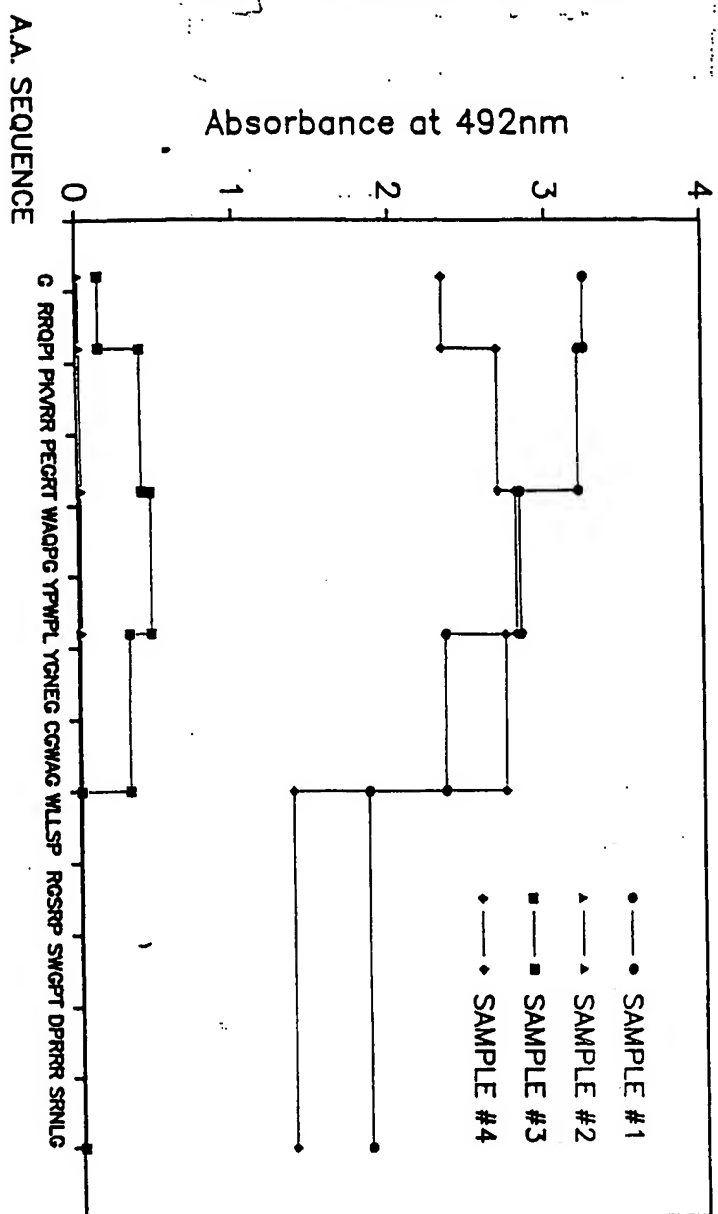 Absorbance at 492nm
4
3
2
1
0
A.A. SEQUENCE
G RRQPI PKVRR PEGRT WAQPG YPWPL YGNEG CGWAG WLLSP RGSRP SWGPT DPRRR SRNLG
SAMPLE #1
SAMPLE #2
SAMPLE #3
SAMPLE #4